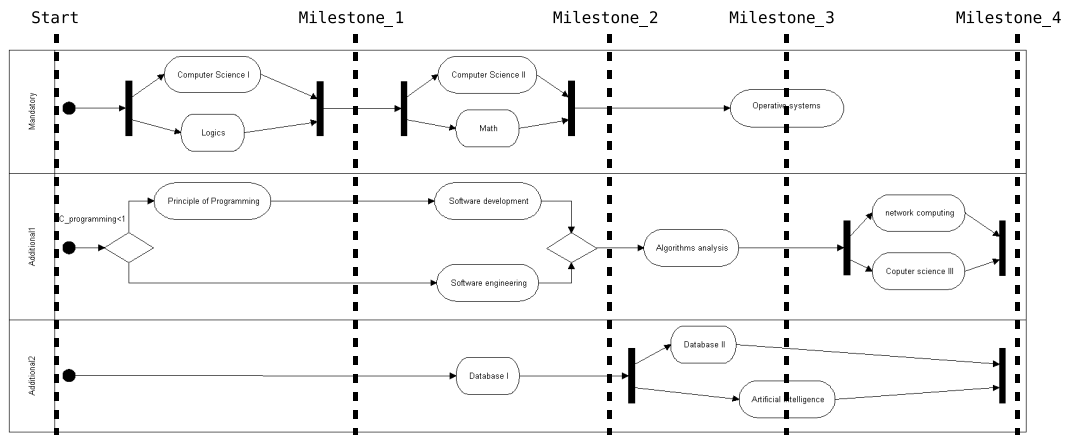 Start Milestone_1 Milestone_2 Milestone_3 Milestone_4
Mandatory
Computer Science I
Logics
Computer Science II
Math
Operative systems
Additional1
C_programming<1
Principle of Programming
Software development
Software engineering
Algorithms analysis
network computing
Coputer science III
Additional2
Database I
Database II
Artificial Intelligence